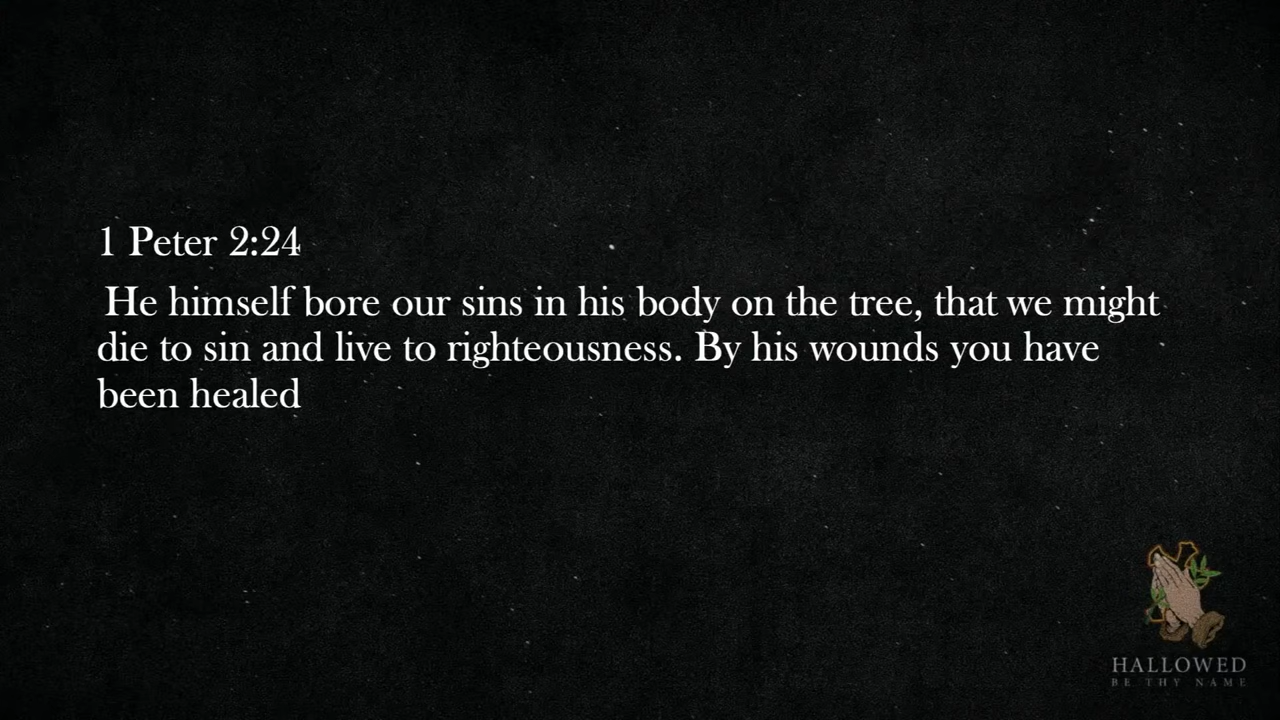 1 Peter 2:24
He himself bore our sins in his body on the tree, that we might
die to sin and live to righteousness. By his wounds you have
been healed
HALLOWED
BE THY NAME